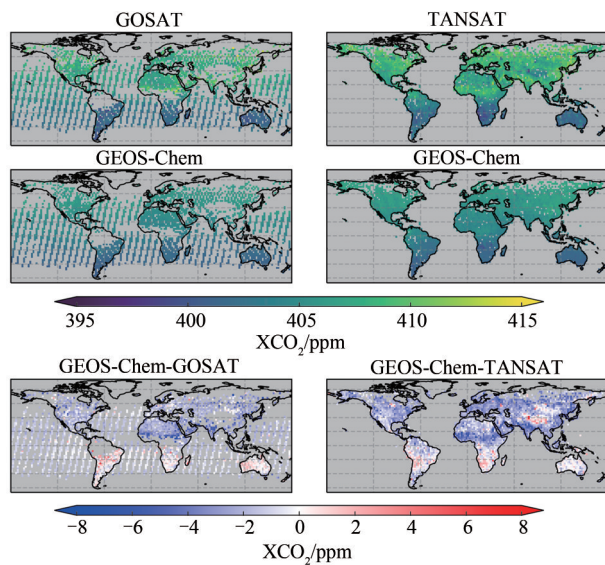 GOSAT
TANSAT
GEOS-Chem
GEOS-Chem
395 400 405 410 415
XCO₂/ppm
GEOS-Chem-GOSAT
GEOS-Chem-TANSAT
−8 −6 −4 −2 0 2 4 6 8
XCO₂/ppm